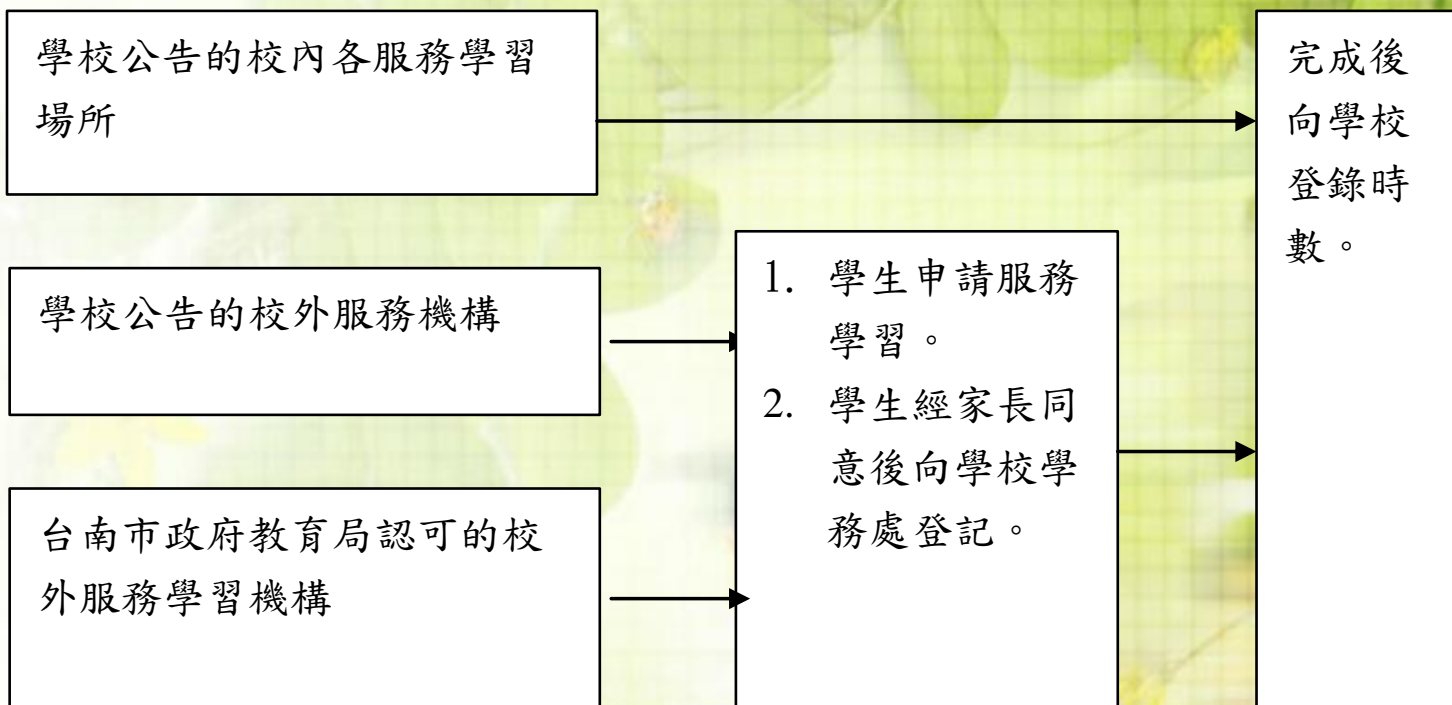 學校公告的校內各服務學習
場所
學校公告的校外服務機構
台南市政府教育局認可的校
外服務學習機構
1. 學生申請服務
學習。
2. 學生經家長同
意後向學校學
務處登記。
完成後
向學校
登錄時
數。